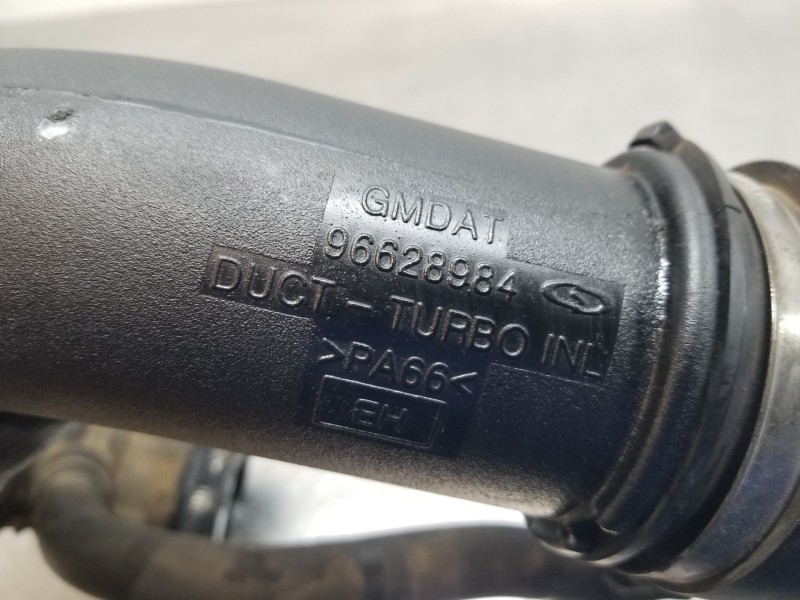 GMDAT
96628984
DUCT - TURBO INL
>PA66<
EH